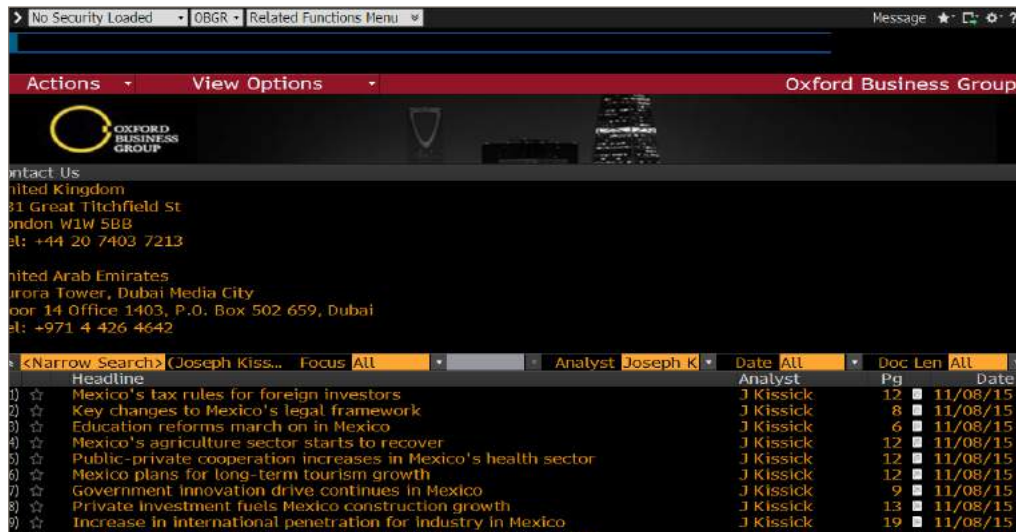 No Security Loaded OBGR Related Functions Menu Message
Actions View Options Oxford Business Group
OXFORD
BUSINESS
GROUP
ontact Us
nited Kingdom
31 Great Titchfield St
ondon W1W 5BB
el: +44 20 7403 7213
nited Arab Emirates
urora Tower, Dubai Media City
oor 14 Office 1403, P.O. Box 502 659, Dubai
el: +971 4 426 4642
<Narrow Search> (Joseph Kiss... Focus All Analyst Joseph K Date All Doc Len All
Headline Analyst Pg Date
1) Mexico's tax rules for foreign investors J Kissick 12 11/08/15
2) Key changes to Mexico's legal framework J Kissick 8 11/08/15
3) Education reforms march on in Mexico J Kissick 6 11/08/15
4) Mexico's agriculture sector starts to recover J Kissick 12 11/08/15
5) Public-private cooperation increases in Mexico's health sector J Kissick 12 11/08/15
6) Mexico plans for long-term tourism growth J Kissick 12 11/08/15
7) Government innovation drive continues in Mexico J Kissick 9 11/08/15
8) Private investment fuels Mexico construction growth J Kissick 13 11/08/15
9) Increase in international penetration for industry in Mexico J Kissick 19 11/08/15